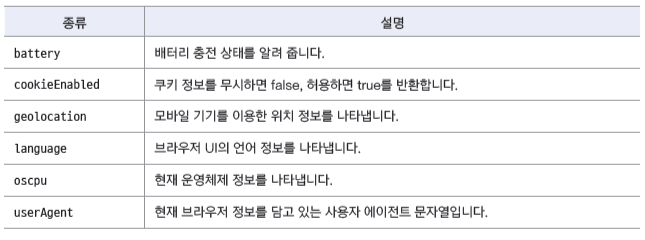 종류 설명
battery 배터리 충전 상태를 알려 줍니다.
cookieEnabled 쿠키 정보를 무시하면 false, 허용하면 true를 반환합니다.
geolocation 모바일 기기를 이용한 위치 정보를 나타냅니다.
language 브라우저 UI의 언어 정보를 나타냅니다.
oscpu 현재 운영체제 정보를 나타냅니다.
userAgent 현재 브라우저 정보를 담고 있는 사용자 에이전트 문자열입니다.